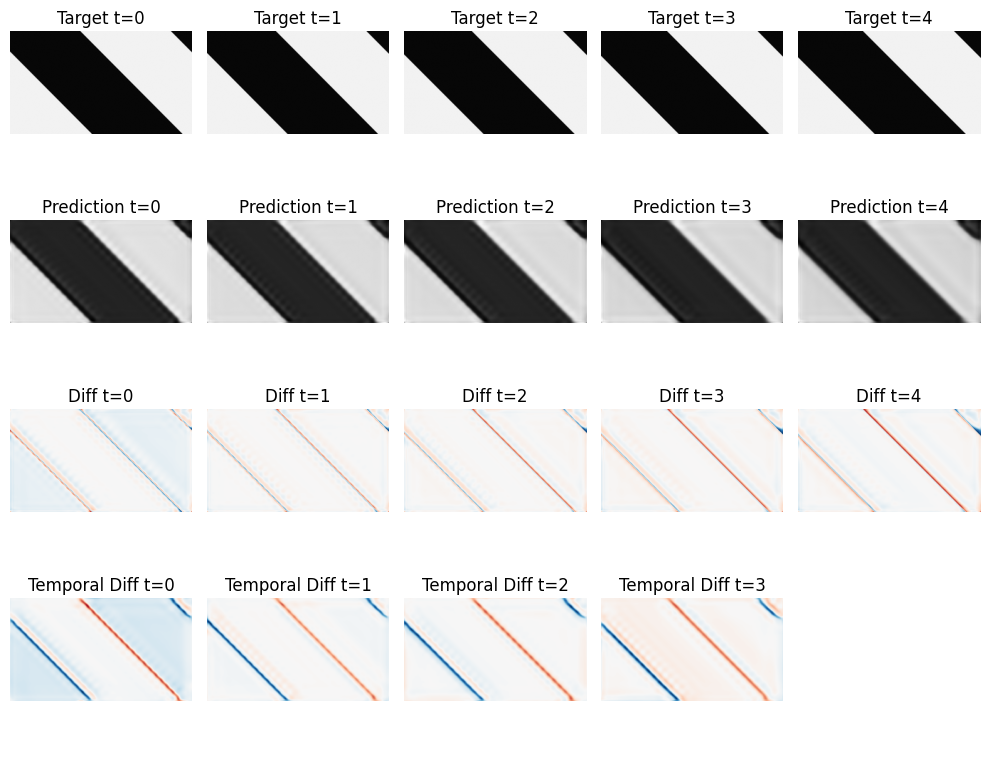 Target t=0 Target t=1 Target t=2 Target t=3 Target t=4
Prediction t=0 Prediction t=1 Prediction t=2 Prediction t=3 Prediction t=4
Diff t=0 Diff t=1 Diff t=2 Diff t=3 Diff t=4
Temporal Diff t=0 Temporal Diff t=1 Temporal Diff t=2 Temporal Diff t=3